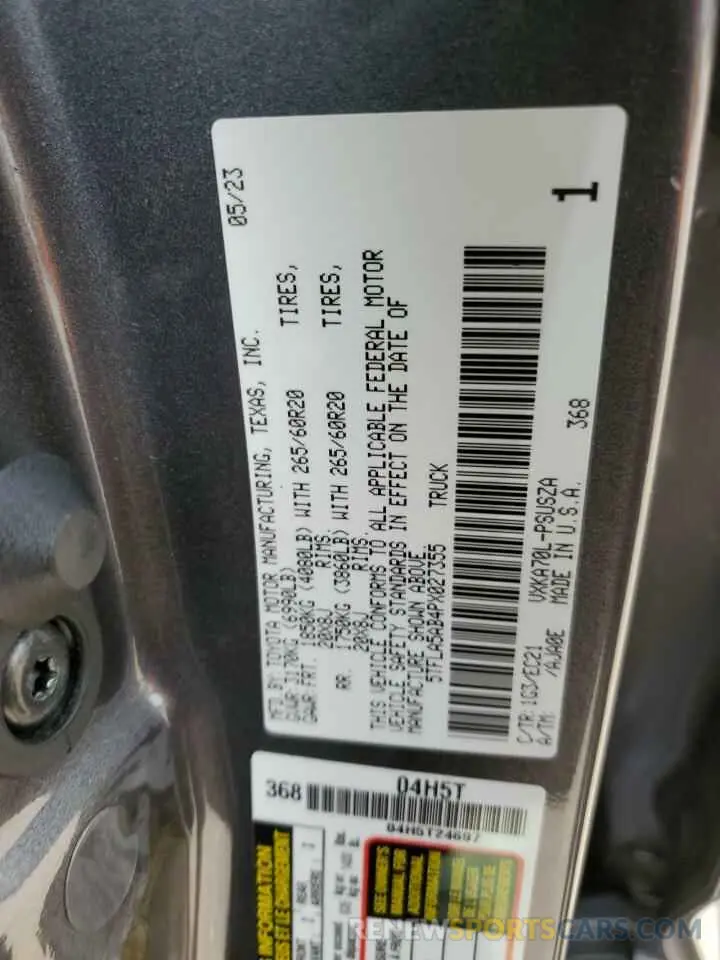 MFD. BY TOYOTA MOTOR MANUFACTURING, TEXAS, INC. 05/23
GVWR 3170KG (6990LB)
GAWR FRT. 1850KG (4080LB) WITH 265/60R20 TIRES,
20X8J RIMS.
RR. 1750KG (3860LB) WITH 265/60R20 TIRES,
20X8J RIMS.
THIS VEHICLE CONFORMS TO ALL APPLICABLE FEDERAL MOTOR
VEHICLE SAFETY STANDARDS IN EFFECT ON THE DATE OF
MANUFACTURE SHOWN ABOVE.
5TFLA5AB4PX027355 TRUCK
C/TR: 1G3/EC21 VXKA70L-PSUSZA 368
A/TM: /AJA0E MADE IN U.S.A.
1
368 04H5T
04H5T24697
INFORMATION
RENEWSPORTSCARS.COM